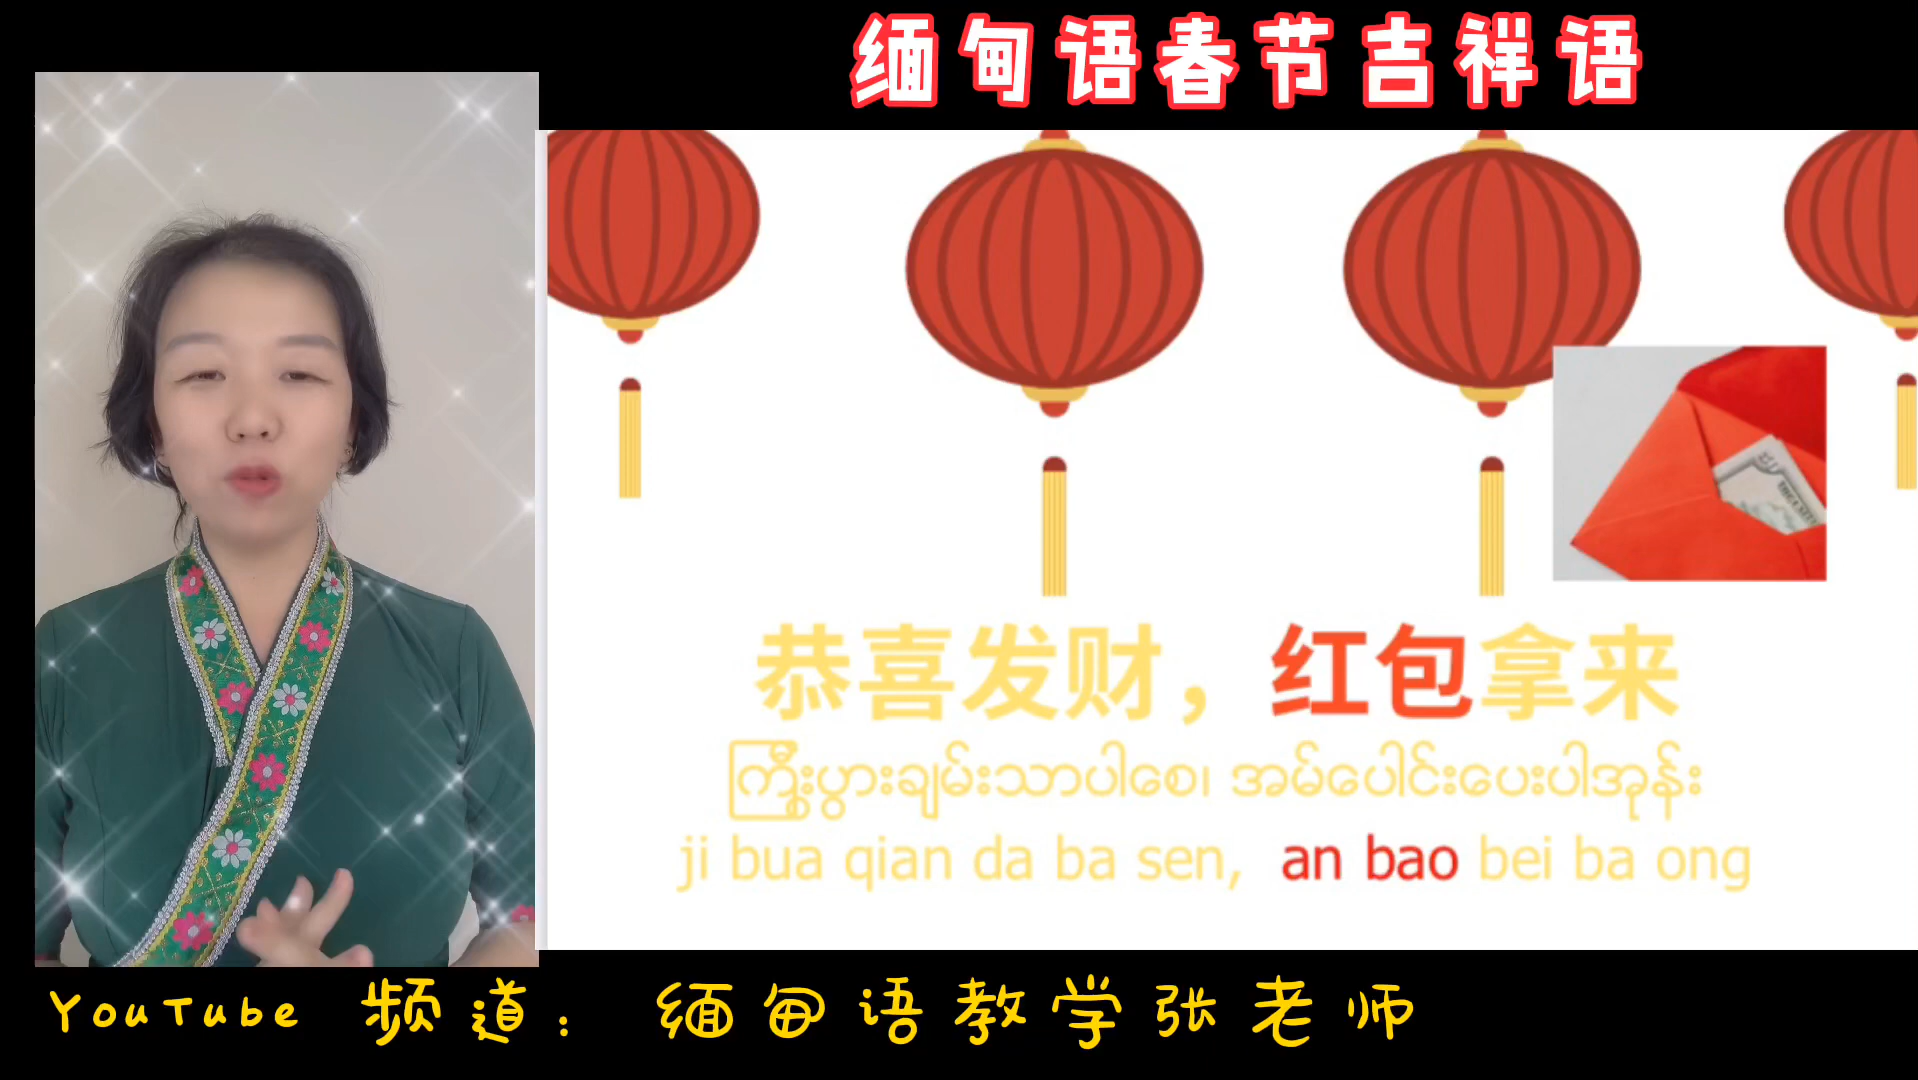 缅甸语春节吉祥语
恭喜发财，红包拿来
ကြီးပွားချမ်းသာပါစေ၊ အမ်ပေါင်းပေးပါအုန်း
ji bua qian da ba sen, an bao bei ba ong
YouTube 频道：缅甸语教学张老师